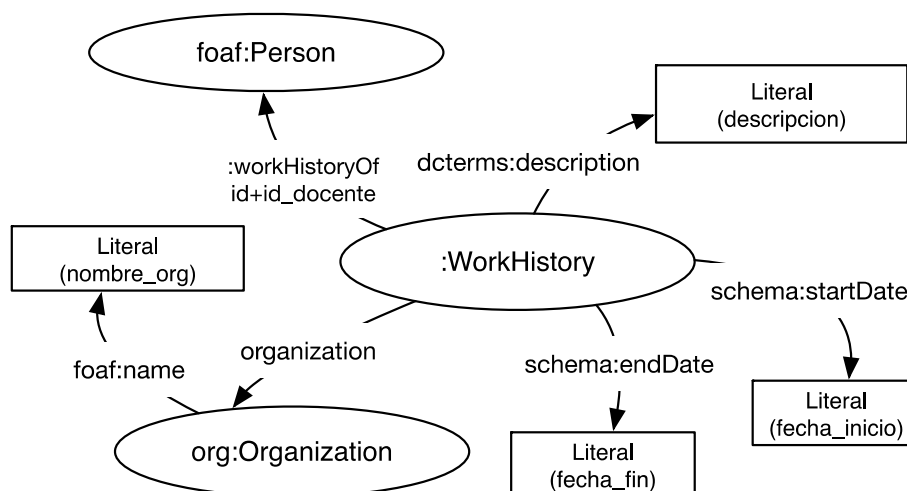 foaf:Person
Literal
(descripcion)
:workHistoryOf
id+id_docente
dcterms:description
Literal
(nombre_org)
:WorkHistory
schema:startDate
organization
foaf:name
schema:endDate
Literal
(fecha_inicio)
org:Organization
Literal
(fecha_fin)